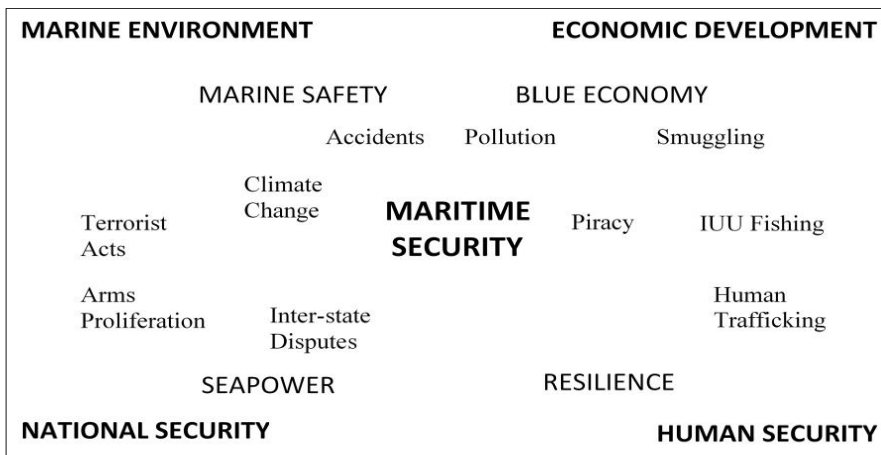 MARINE ENVIRONMENT
ECONOMIC DEVELOPMENT
MARINE SAFETY
BLUE ECONOMY
Accidents
Pollution
Smuggling
Climate
Change
Terrorist
Acts
MARITIME
SECURITY
Piracy
IUU Fishing
Arms
Proliferation
Inter-state
Disputes
Human
Trafficking
SEAPOWER
RESILIENCE
NATIONAL SECURITY
HUMAN SECURITY